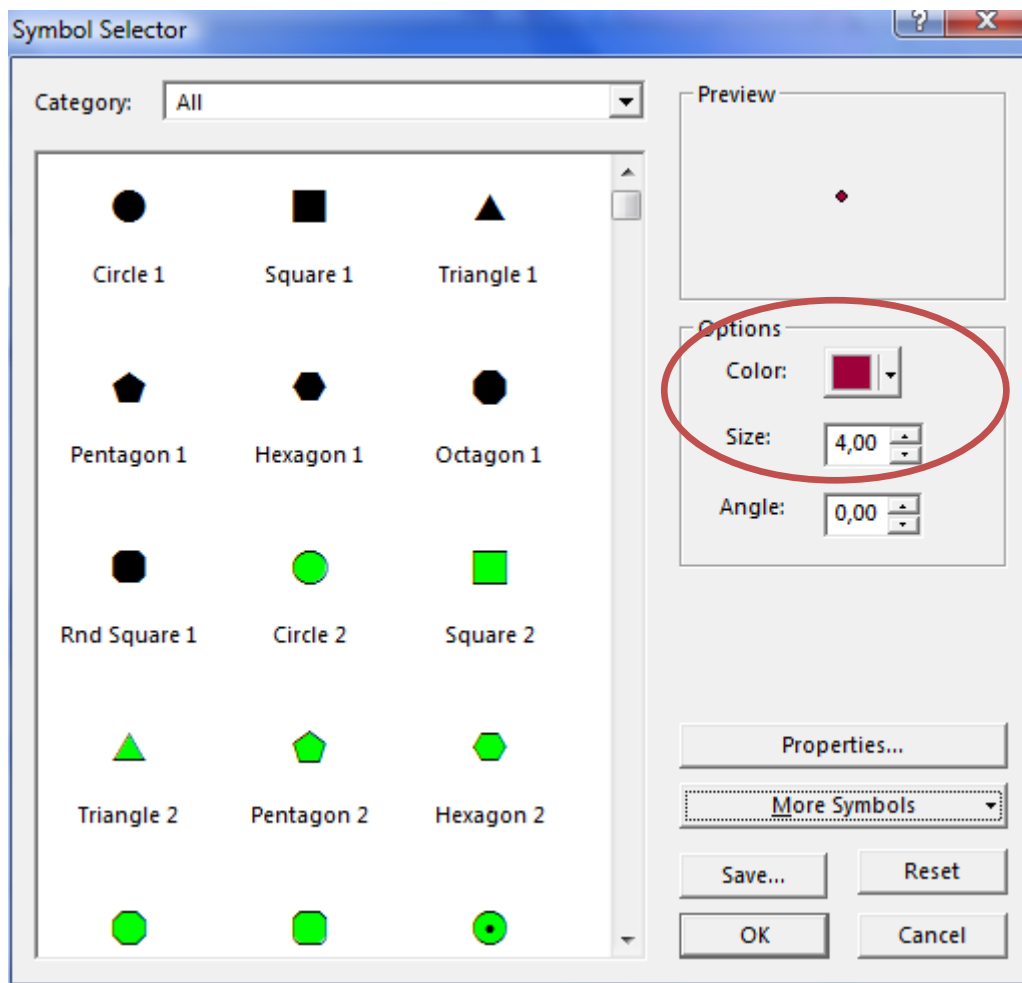 Symbol Selector
? X
Category: All
Circle 1 Square 1 Triangle 1
Pentagon 1 Hexagon 1 Octagon 1
Rnd Square 1 Circle 2 Square 2
Triangle 2 Pentagon 2 Hexagon 2
Preview
Options
Color:
Size: 4,00
Angle: 0,00
Properties...
More Symbols
Save... Reset
OK Cancel